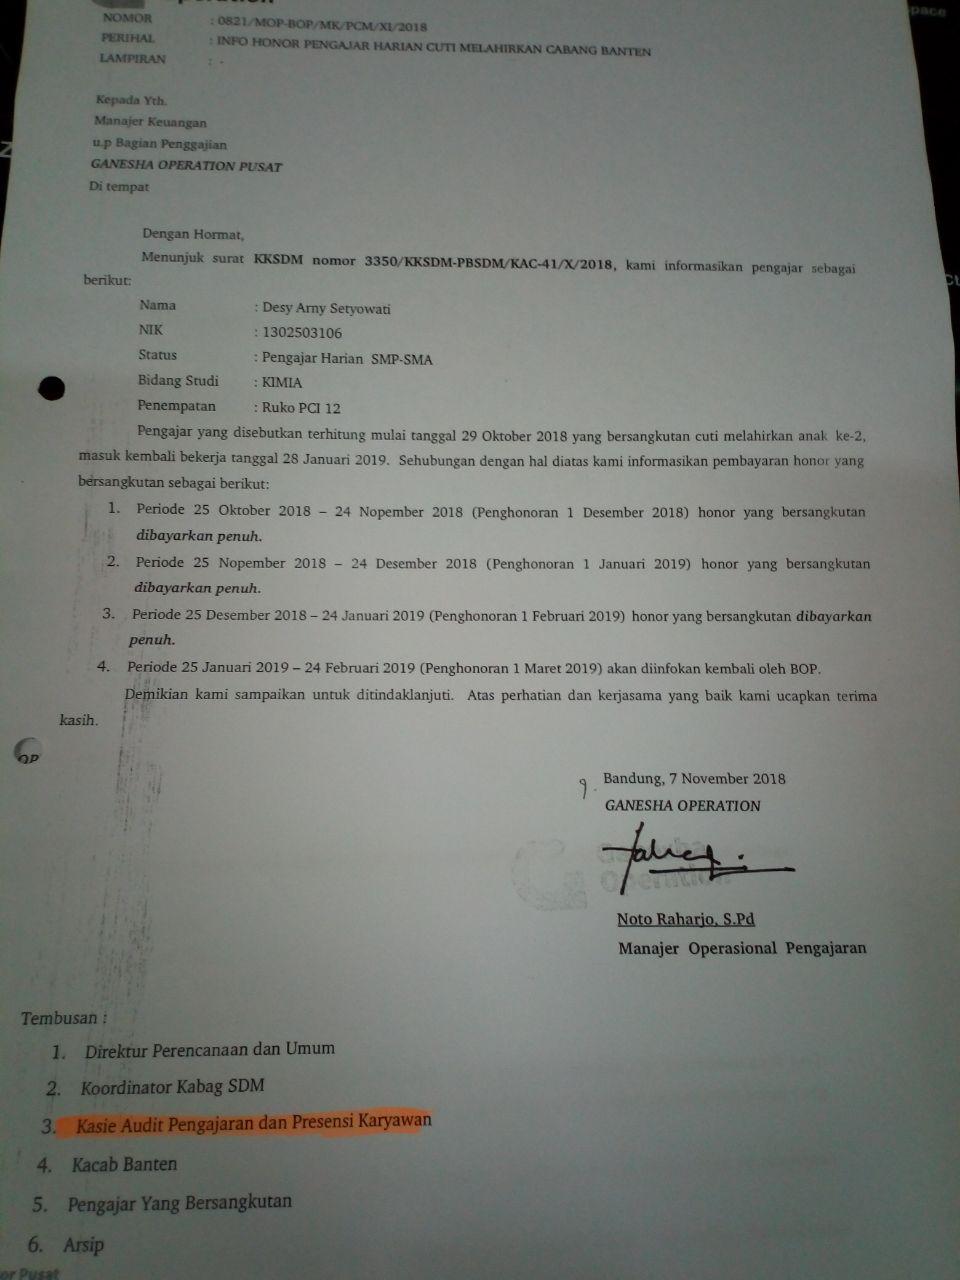 Operation
NOMOR : 0821/MOP-BOP/MK/PCM/XI/2018
PERIHAL : INFO HONOR PENGAJAR HARIAN CUTI MELAHIRKAN CABANG BANTEN
LAMPIRAN : -
Kepada Yth.
Manajer Keuangan
u.p Bagian Penggajian
GANESHA OPERATION PUSAT
Di tempat
Dengan Hormat,
Menunjuk surat KKSDM nomor 3350/KKSDM-PBSDM/KAC-41/X/2018, kami informasikan pengajar sebagai
berikut:
Nama : Desy Arny Setyowati
NIK : 1302503106
Status : Pengajar Harian SMP-SMA
Bidang Studi : KIMIA
Penempatan : Ruko PCI 12
Pengajar yang disebutkan terhitung mulai tanggal 29 Oktober 2018 yang bersangkutan cuti melahirkan anak ke-2,
masuk kembali bekerja tanggal 28 Januari 2019. Sehubungan dengan hal diatas kami informasikan pembayaran honor yang
bersangkutan sebagai berikut:
1. Periode 25 Oktober 2018 – 24 Nopember 2018 (Penghonoran 1 Desember 2018) honor yang bersangkutan
dibayarkan penuh.
2. Periode 25 Nopember 2018 – 24 Desember 2018 (Penghonoran 1 Januari 2019) honor yang bersangkutan
dibayarkan penuh.
3. Periode 25 Desember 2018 – 24 Januari 2019 (Penghonoran 1 Februari 2019) honor yang bersangkutan dibayarkan
penuh.
4. Periode 25 Januari 2019 – 24 Februari 2019 (Penghonoran 1 Maret 2019) akan diinfokan kembali oleh BOP.
Demikian kami sampaikan untuk ditindaklanjuti. Atas perhatian dan kerjasama yang baik kami ucapkan terima
kasih.
Bandung, 7 November 2018
GANESHA OPERATION
Ganesha
Operation
Noto Raharjo, S.Pd
Manajer Operasional Pengajaran
Tembusan :
1. Direktur Perencanaan dan Umum
2. Koordinator Kabag SDM
3. Kasie Audit Pengajaran dan Presensi Karyawan
4. Kacab Banten
5. Pengajar Yang Bersangkutan
6. Arsip
Pusat